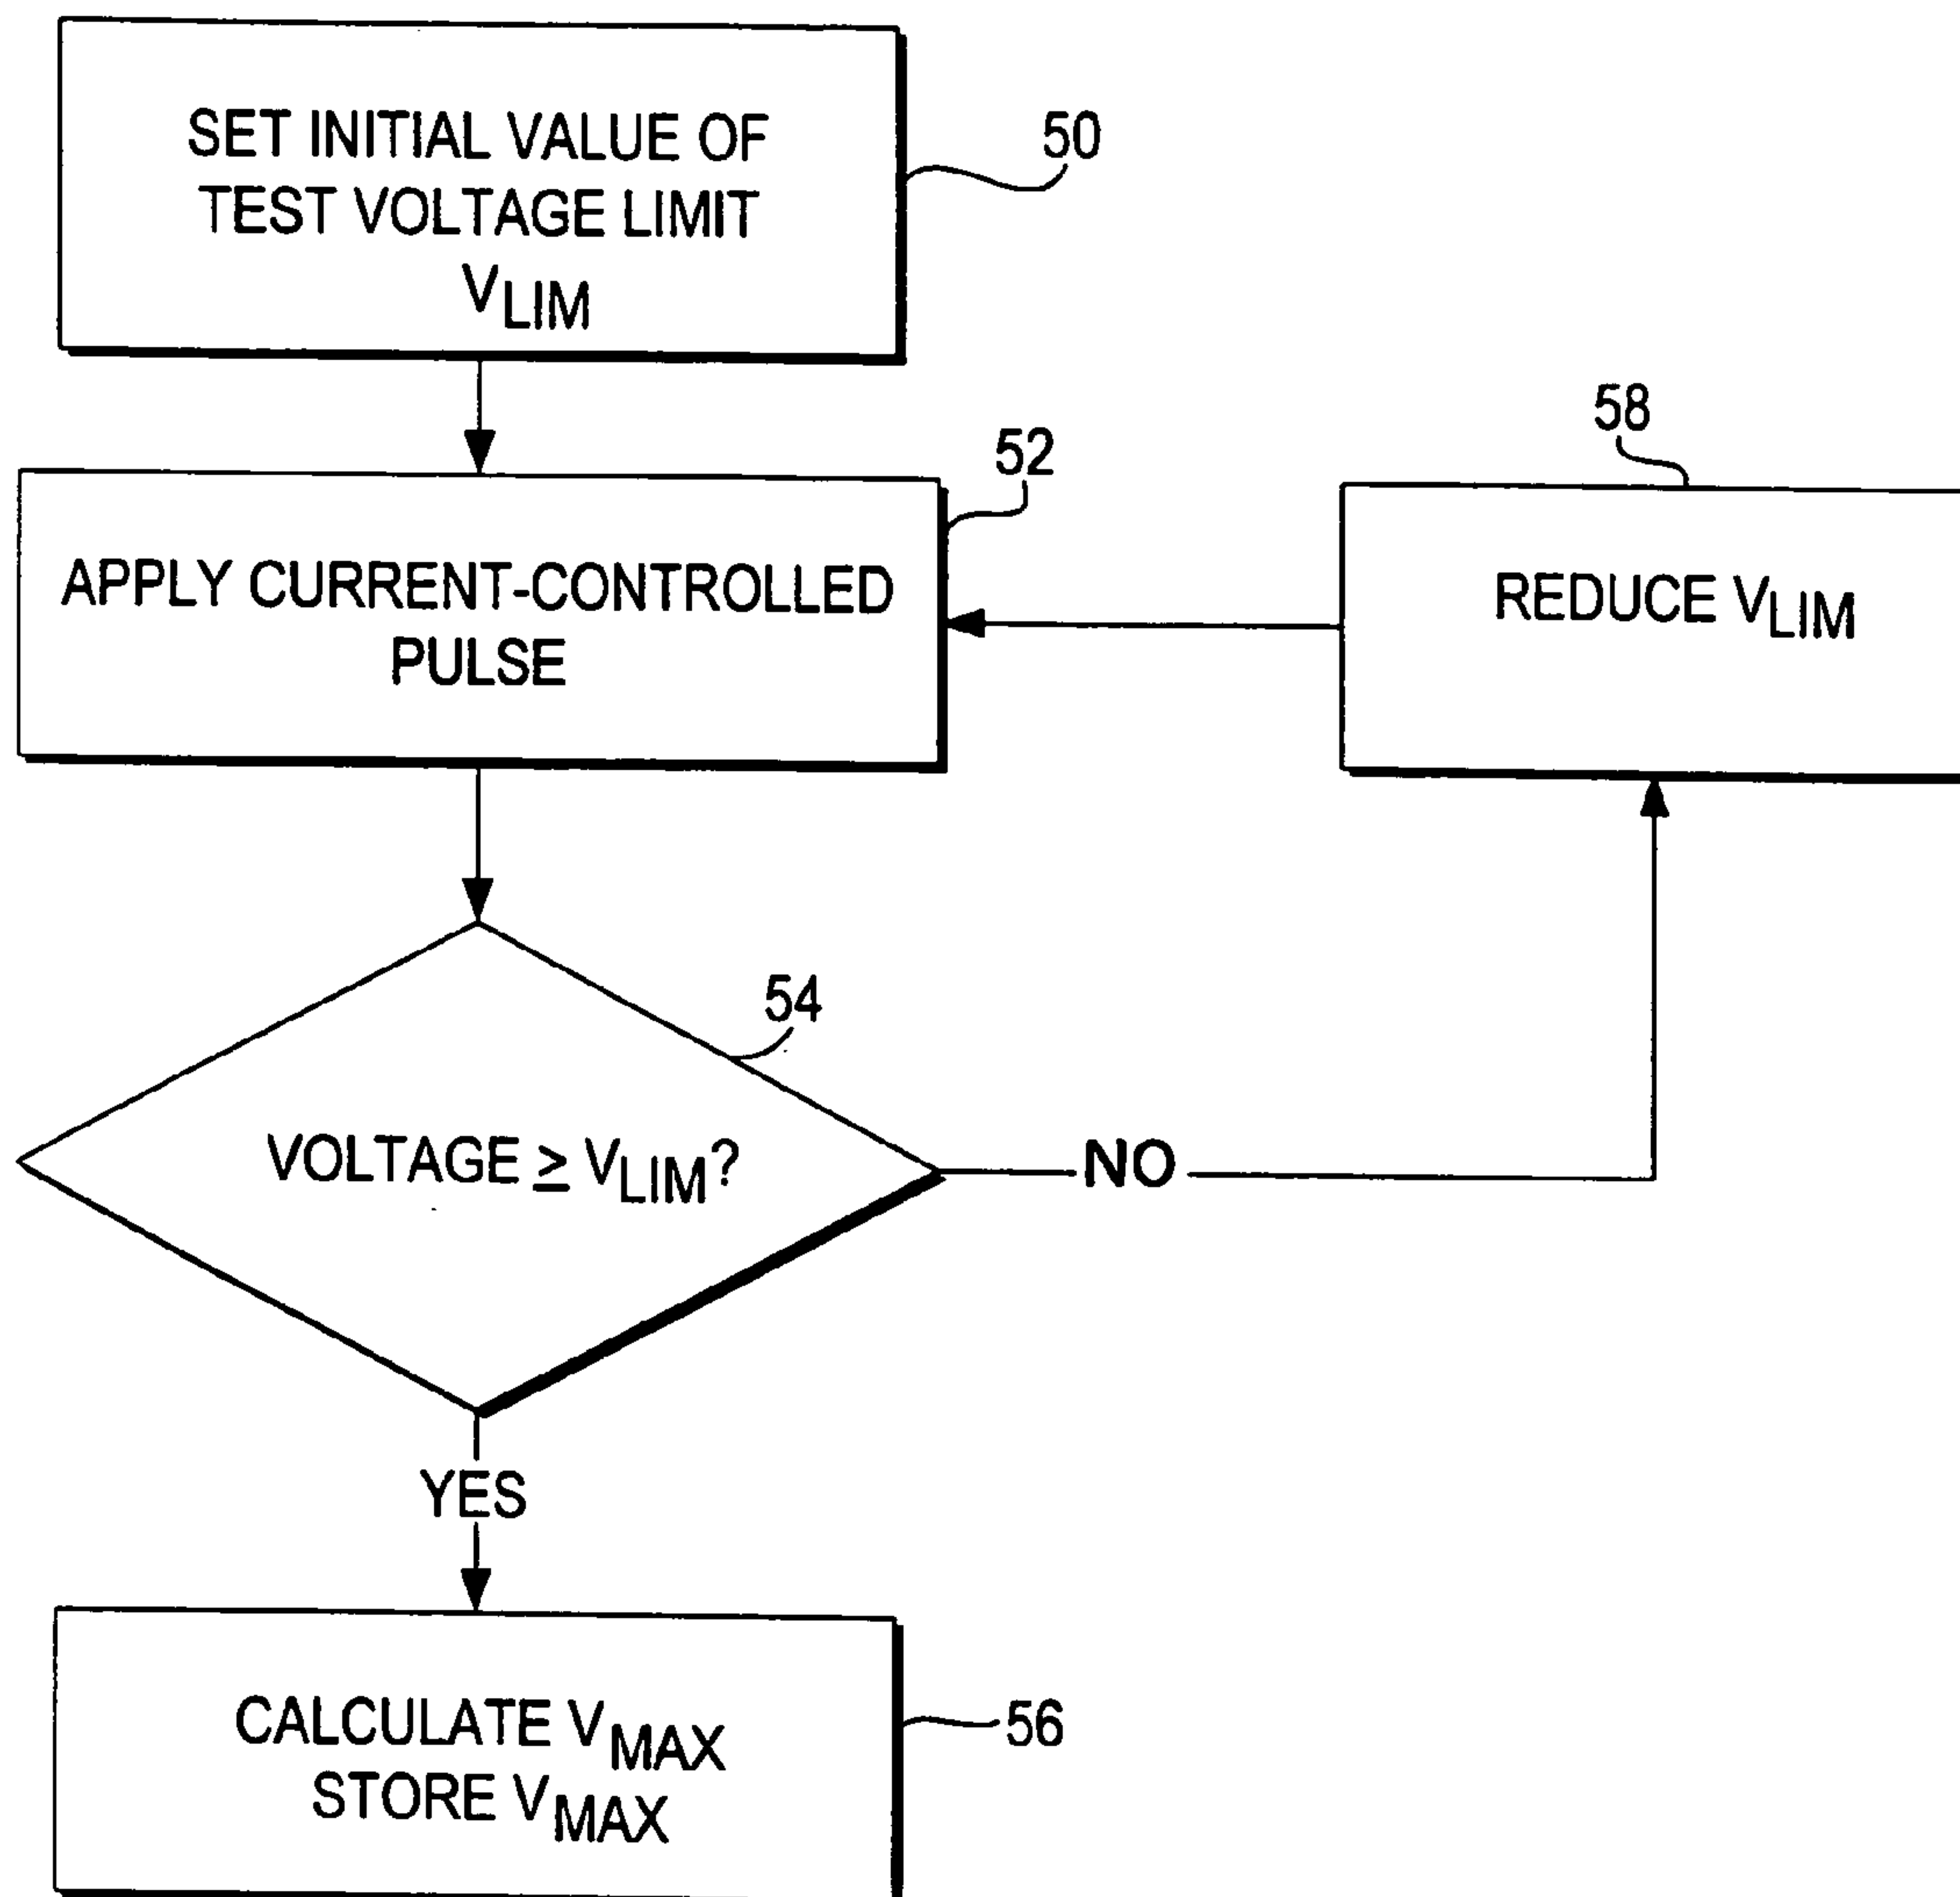 SET INITIAL VALUE OF
TEST VOLTAGE LIMIT
VLIM
50
52
APPLY CURRENT-CONTROLLED
PULSE
58
REDUCE VLIM
54
VOLTAGE ≥ VLIM?
NO
YES
CALCULATE VMAX
STORE VMAX
56